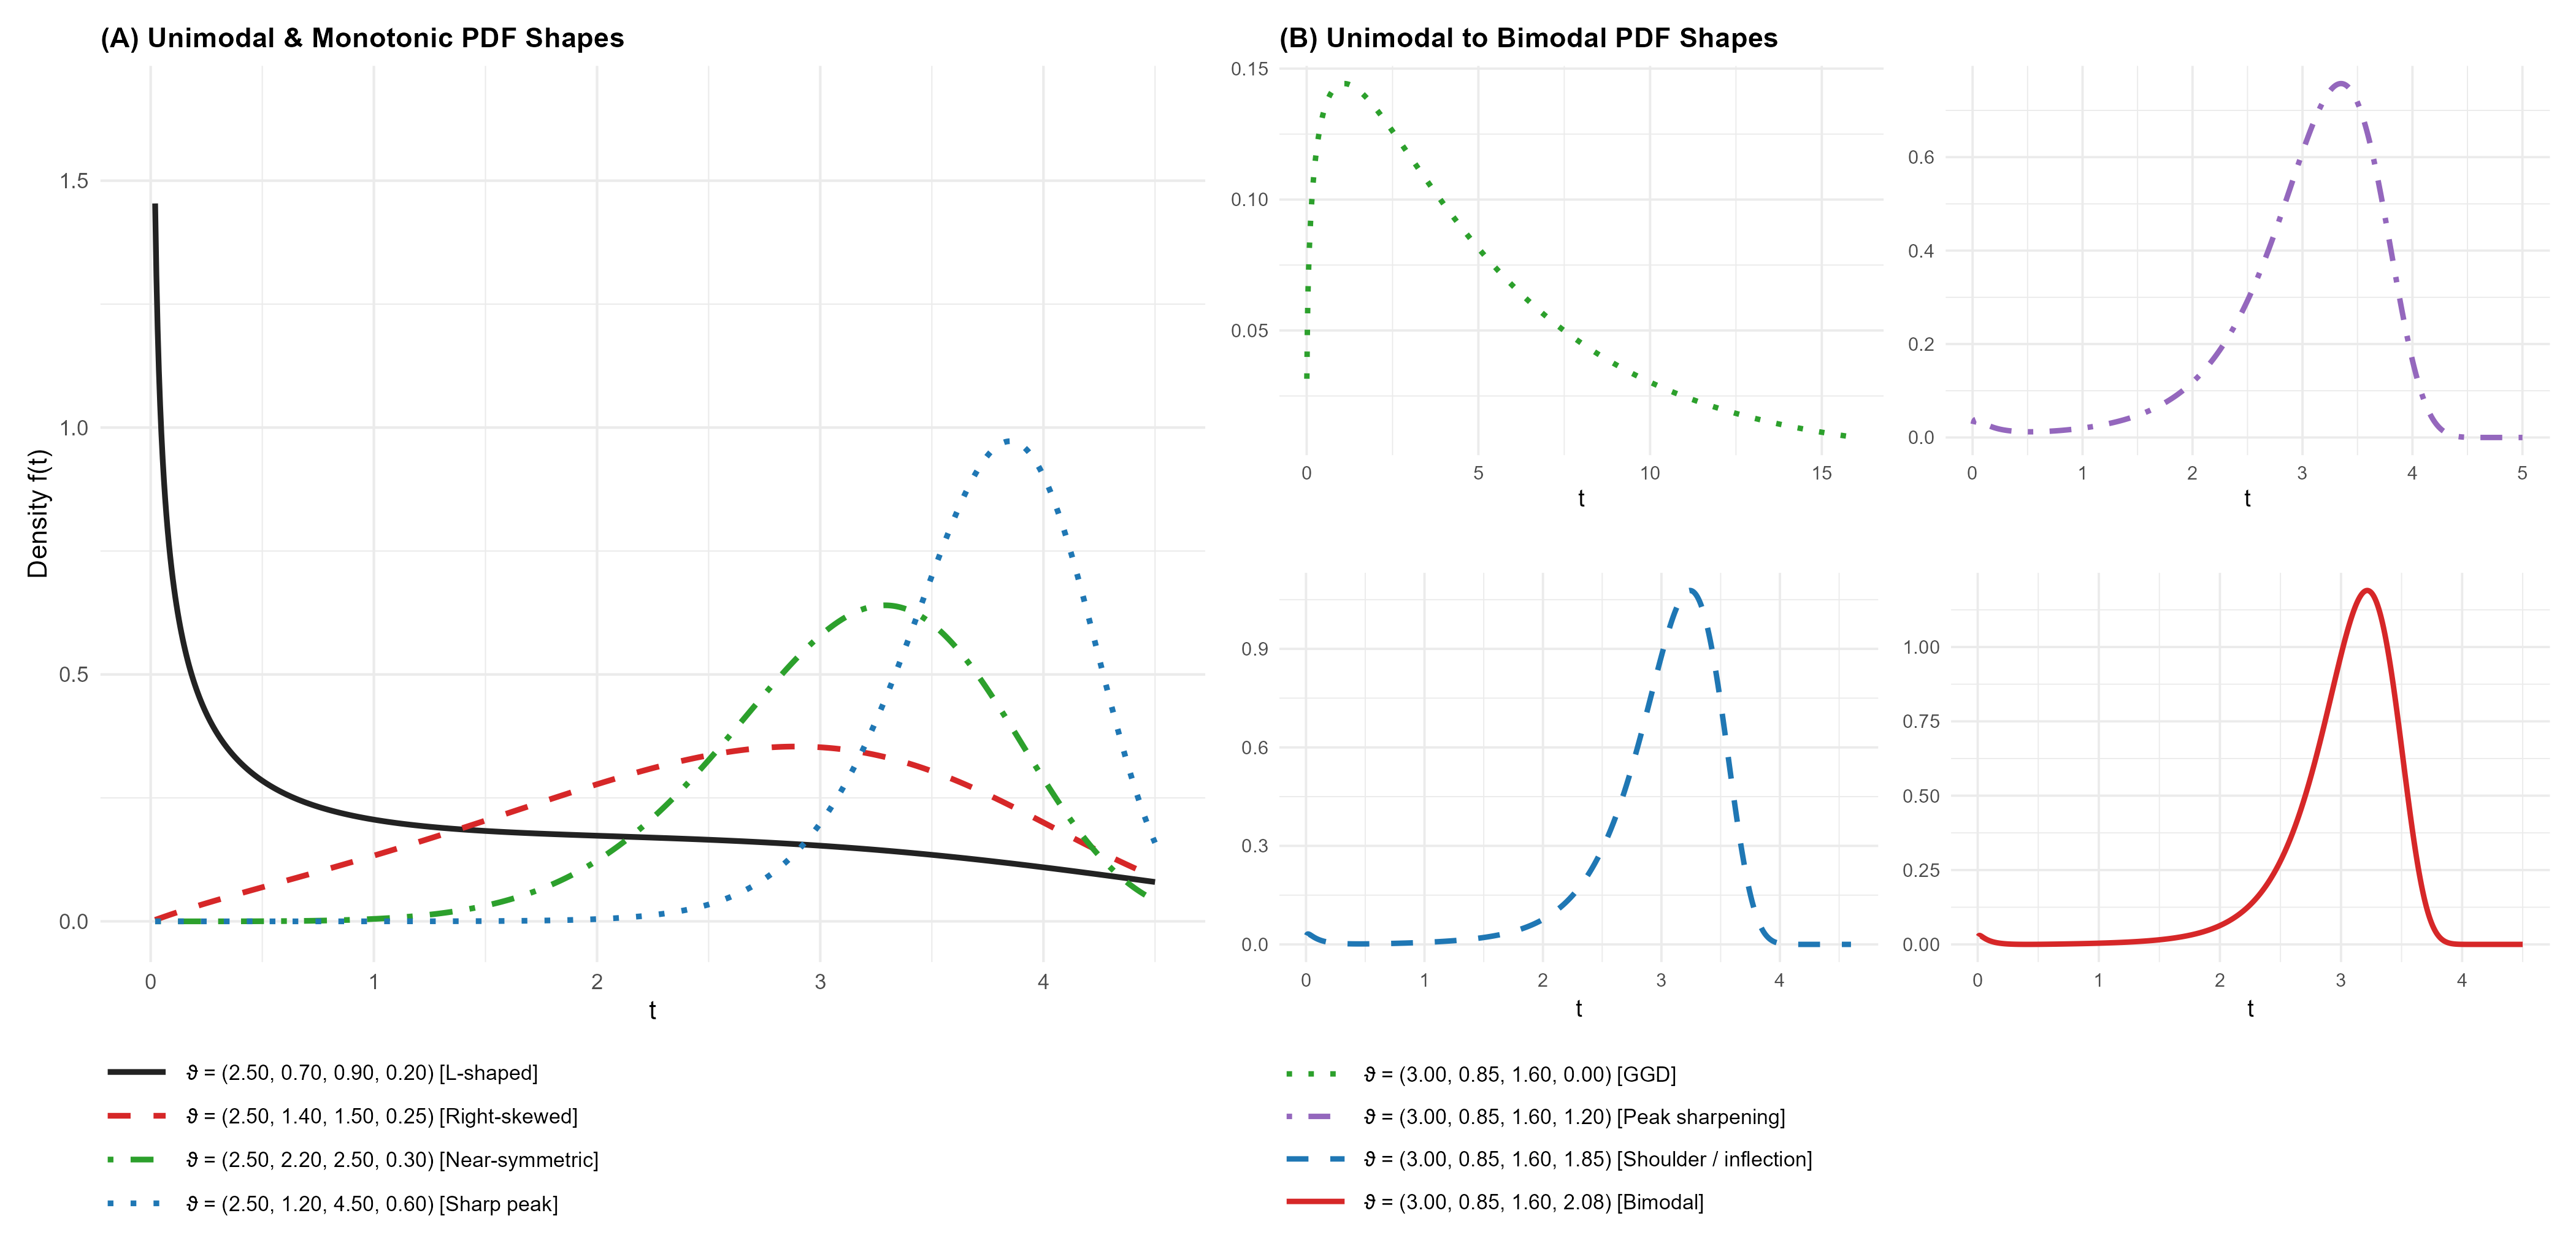 (A) Unimodal & Monotonic PDF Shapes
Density f(t)
1.5
1.0
0.5
0.0
0 1 2 3 4
t
ϑ = (2.50, 0.70, 0.90, 0.20) [L-shaped]
ϑ = (2.50, 1.40, 1.50, 0.25) [Right-skewed]
ϑ = (2.50, 2.20, 2.50, 0.30) [Near-symmetric]
ϑ = (2.50, 1.20, 4.50, 0.60) [Sharp peak]
(B) Unimodal to Bimodal PDF Shapes
0.15
0.10
0.05
0 5 10 15
t
0.6
0.4
0.2
0.0
0 1 2 3 4 5
t
0.9
0.6
0.3
0.0
0 1 2 3 4
t
1.00
0.75
0.50
0.25
0.00
0 1 2 3 4
t
ϑ = (3.00, 0.85, 1.60, 0.00) [GGD]
ϑ = (3.00, 0.85, 1.60, 1.20) [Peak sharpening]
ϑ = (3.00, 0.85, 1.60, 1.85) [Shoulder / inflection]
ϑ = (3.00, 0.85, 1.60, 2.08) [Bimodal]